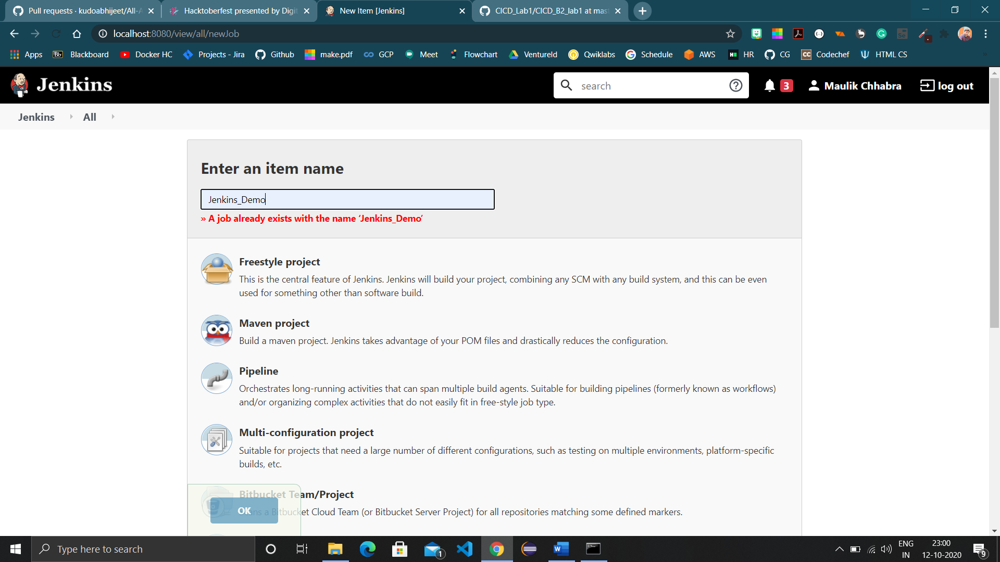 Pull requests · kudoabhijeet/All-A
Hacktoberfest presented by Digit
New Item [Jenkins]
CICD_Lab1/CICD_B2_lab1 at mast
localhost:8080/view/all/newJob
Apps
Bb Blackboard
Docker HC
Projects - Jira
Github
make.pdf
GCP
Meet
Flowchart
VentureId
Qwiklabs
Schedule
AWS
HR
CG
CC Codechef
HTML CS
Jenkins
search
3
Maulik Chhabra
log out
Jenkins
All
Enter an item name
Jenkins_Demo
» A job already exists with the name ‘Jenkins_Demo’
Freestyle project
This is the central feature of Jenkins. Jenkins will build your project, combining any SCM with any build system, and this can be even
used for something other than software build.
Maven project
Build a maven project. Jenkins takes advantage of your POM files and drastically reduces the configuration.
Pipeline
Orchestrates long-running activities that can span multiple build agents. Suitable for building pipelines (formerly known as workflows)
and/or organizing complex activities that do not easily fit in free-style job type.
Multi-configuration project
Suitable for projects that need a large number of different configurations, such as testing on multiple environments, platform-specific
builds, etc.
Bitbucket Team/Project
OK
a Bitbucket Cloud Team (or Bitbucket Server Project) for all repositories matching some defined markers.
Type here to search
1
ENG
IN
23:00
12-10-2020
9